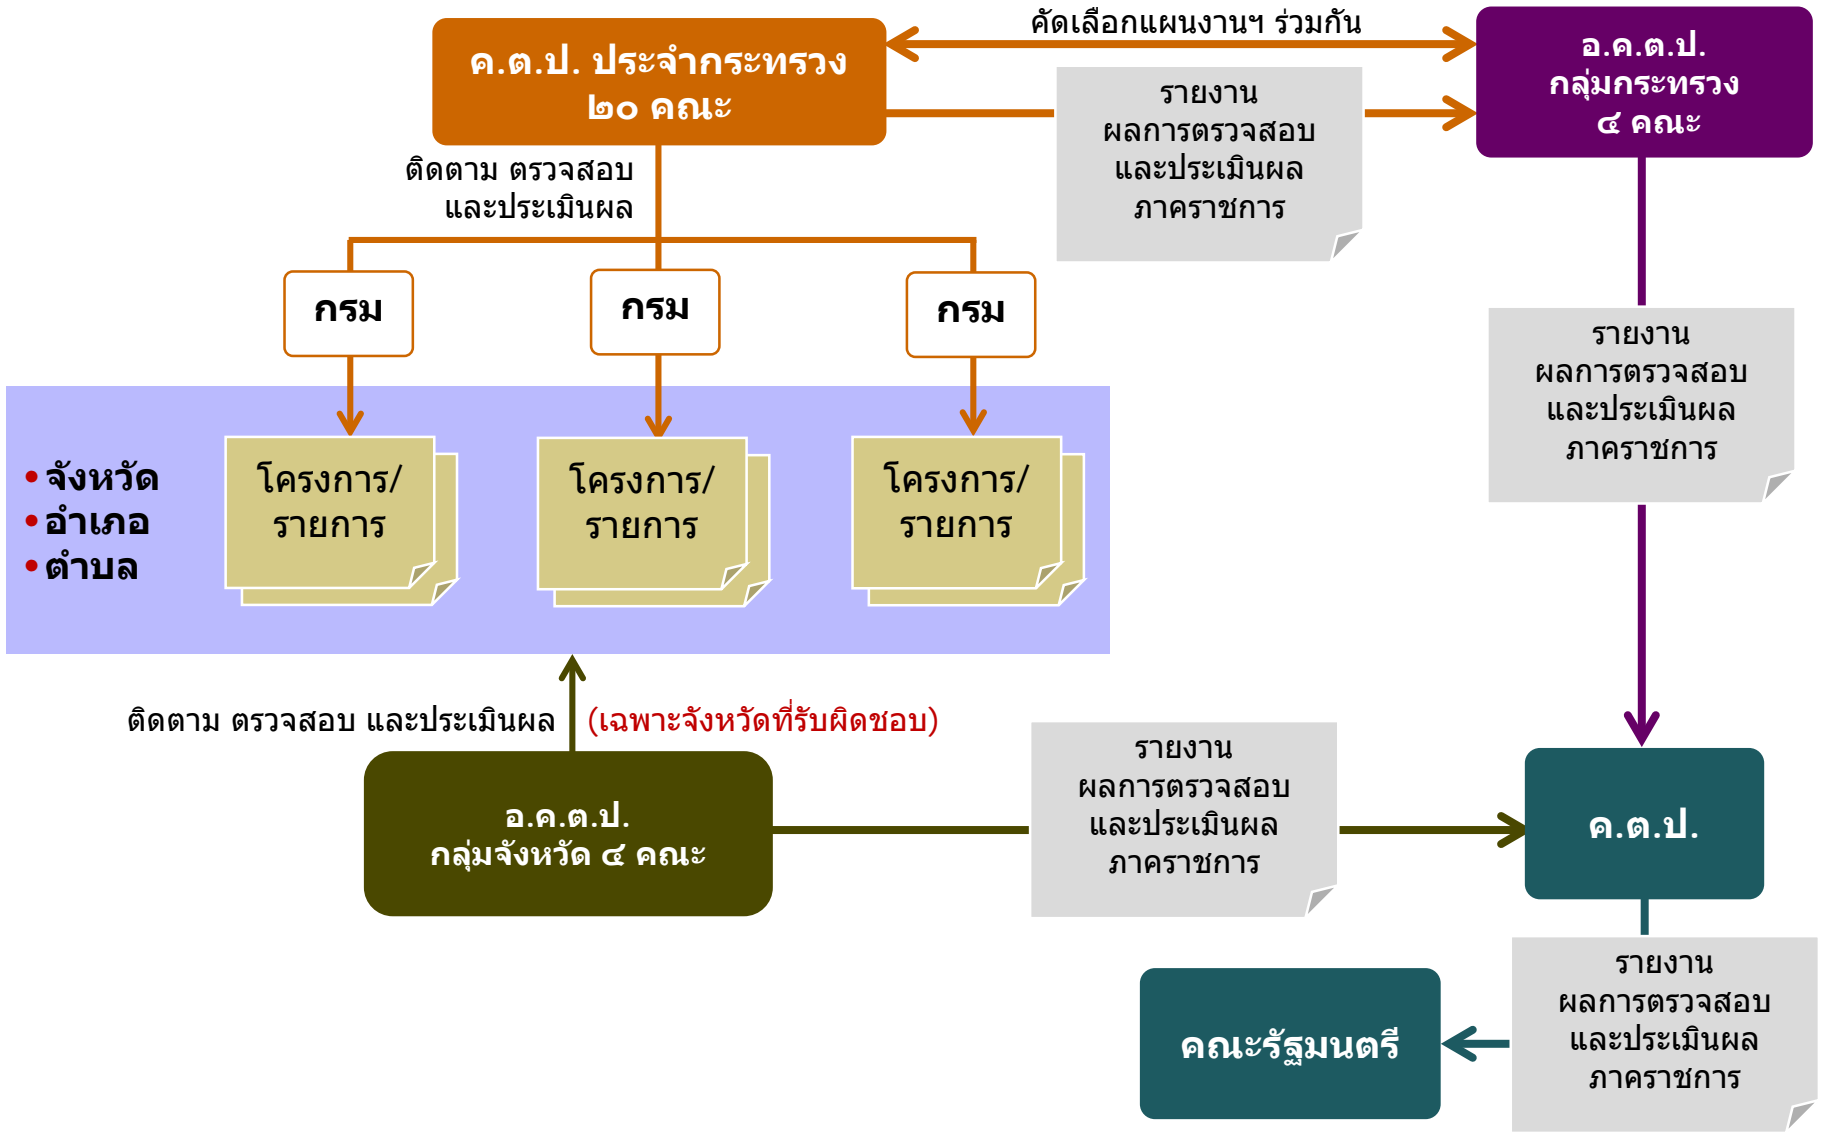 คัดเลือกแผนงานฯ ร่วมกัน
ค.ต.ป. ประจำกระทรวง
๒๐ คณะ
อ.ค.ต.ป.
กลุ่มกระทรวง
๔ คณะ
รายงาน
ผลการตรวจสอบ
และประเมินผล
ภาคราชการ
ติดตาม ตรวจสอบ
และประเมินผล
กรม
กรม
กรม
รายงาน
ผลการตรวจสอบ
และประเมินผล
ภาคราชการ
•จังหวัด
•อำเภอ
•ตำบล
โครงการ/
รายการ
โครงการ/
รายการ
โครงการ/
รายการ
ติดตาม ตรวจสอบ และประเมินผล
(เฉพาะจังหวัดที่รับผิดชอบ)
อ.ค.ต.ป.
กลุ่มจังหวัด ๔ คณะ
รายงาน
ผลการตรวจสอบ
และประเมินผล
ภาคราชการ
ค.ต.ป.
คณะรัฐมนตรี
รายงาน
ผลการตรวจสอบ
และประเมินผล
ภาคราชการ